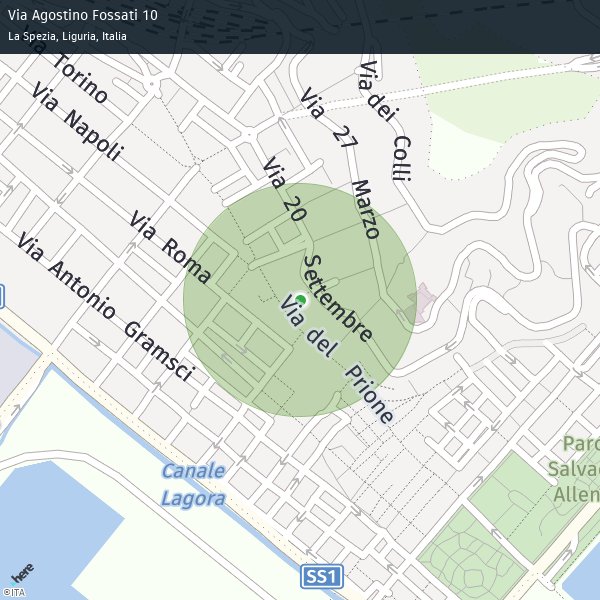 Via Agostino Fossati 10
La Spezia, Liguria, Italia
Via Torino
Via Napoli
Via 27 Marzo
Via dei Colli
Via 20 Settembre
Via Roma
Via Antonio Gramsci
Via del Prione
Canale
Lagora
Parc
Salva
Allen
SS1
here
©ITA